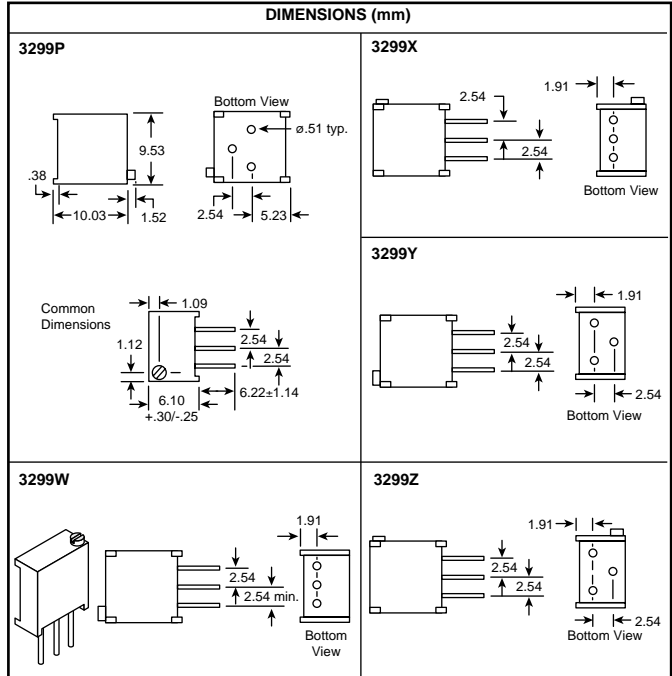 DIMENSIONS (mm)
3299P
Bottom View
ø.51 typ.
9.53
.38
10.03
1.52
2.54
5.23
Common
Dimensions
1.09
1.12
2.54
2.54
6.10
+.30/-.25
6.22±1.14
3299X
2.54
2.54
1.91
Bottom View
3299Y
2.54
2.54
1.91
2.54
Bottom View
3299W
2.54
2.54 min.
1.91
Bottom
View
3299Z
2.54
2.54
1.91
2.54
Bottom View